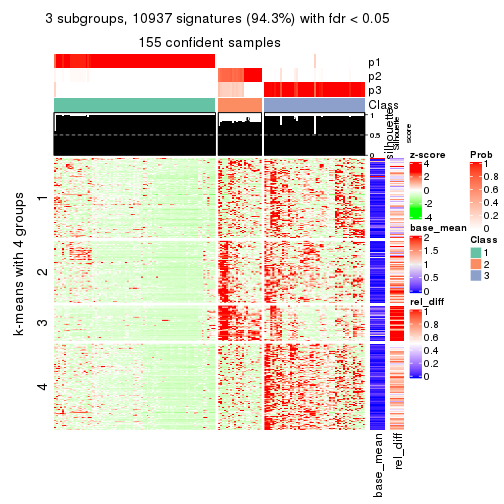 3 subgroups, 10937 signatures (94.3%) with fdr < 0.05
155 confident samples
p1
p2
p3
Class
1
0.5
0
silhouette
Silhouette
score
k-means with 4 groups
1
2
3
4
base_mean
rel_diff
z-score
4
2
0
-2
-4
base_mean
2
1.5
1
0.5
0
rel_diff
1
0.8
0.6
0.4
0.2
0
Prob
1
0.8
0.6
0.4
0.2
0
Class
1
2
3